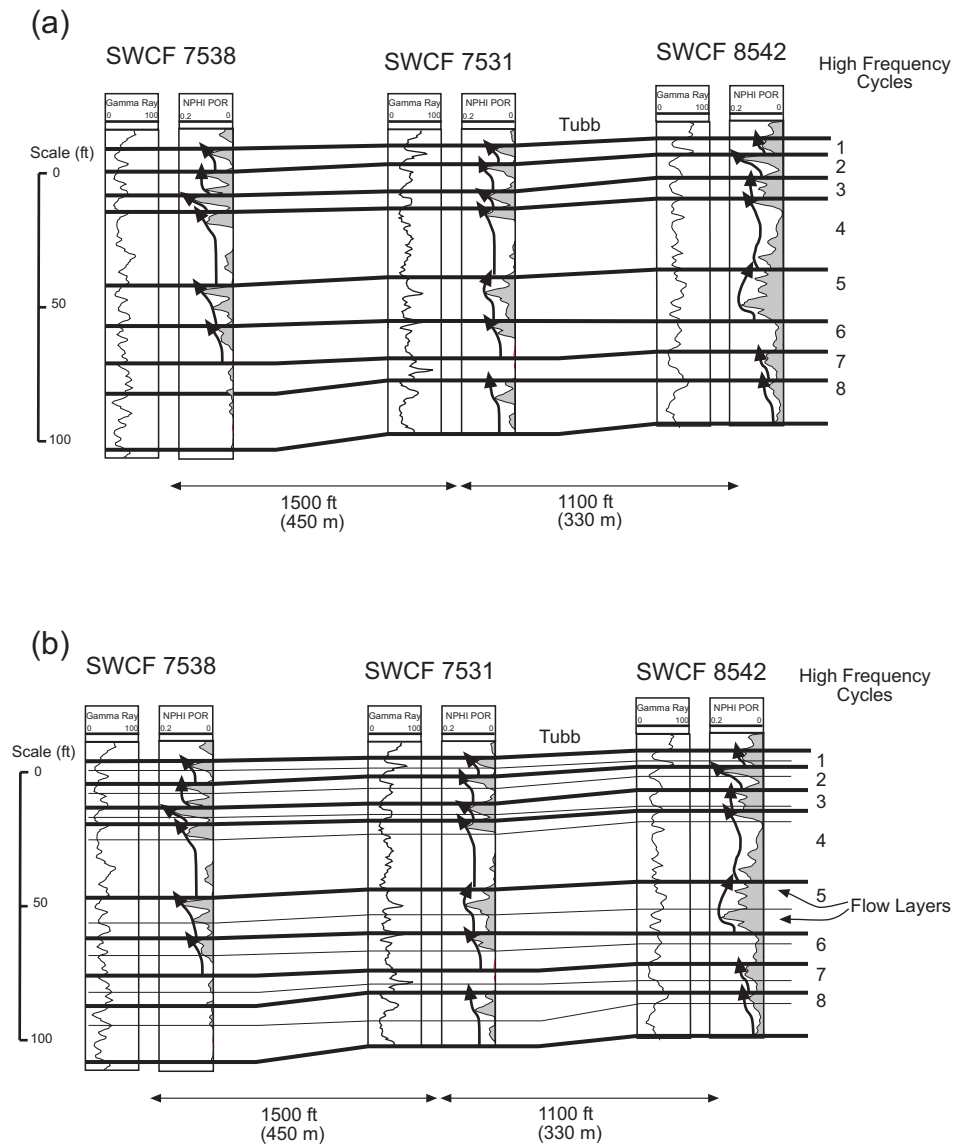 (a)
SWCF 7538
SWCF 7531
SWCF 8542
High Frequency
Cycles
Gamma Ray
0 100
NPHI POR
0.2 0
Gamma Ray
0 100
NPHI POR
0.2 0
Gamma Ray
0 100
NPHI POR
0.2 0
Tubb
Scale (ft)
0
50
100
1
2
3
4
5
6
7
8
1500 ft
(450 m)
1100 ft
(330 m)
(b)
SWCF 7538
SWCF 7531
SWCF 8542
High Frequency
Cycles
Gamma Ray
0 100
NPHI POR
0.2 0
Gamma Ray
0 100
NPHI POR
0.2 0
Gamma Ray
0 100
NPHI POR
0.2 0
Tubb
Scale (ft)
0
50
100
1
2
3
4
5
Flow Layers
6
7
8
1500 ft
(450 m)
1100 ft
(330 m)